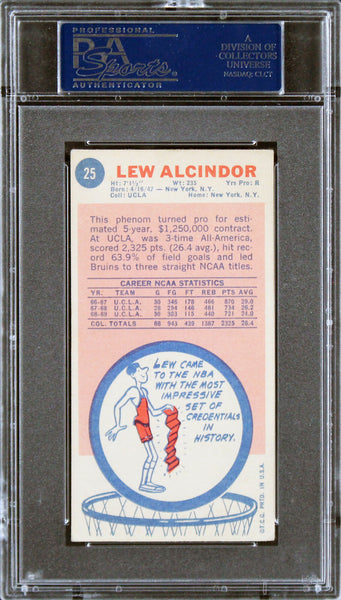 PROFESSIONAL
PSA
Sports
AUTHENTICATOR
A
DIVISION OF
COLLECTORS
UNIVERSE
NASDAQ: CLCT
25
LEW ALCINDOR
Ht: 7'1½" Wt: 235 Yrs Pro: R
Born: 4/16/47 — New York, N.Y.
Coll: UCLA Home: New York, N.Y.
This phenom turned pro for esti-
mated 5-year, $1,250,000 contract.
At UCLA, was 3-time All-America,
scored 2,325 pts. (26.4 avg.), hit record
63.9% of field goals and led
Bruins to three straight NCAA titles.
CAREER NCAA STATISTICS
YR. TEAM G FG FT REB PTS AVG
66-67 U.C.L.A. 30 346 178 466 870 29.0
67-68 U.C.L.A. 28 294 146 461 734 26.2
68-69 U.C.L.A. 30 303 115 440 721 24.0
COL. TOTALS 88 943 439 1367 2325 26.4
LEW CAME
TO THE NBA
WITH THE MOST
IMPRESSIVE
SET OF
CREDENTIALS
IN
HISTORY.
©T.C.G. PRTD. IN U.S.A.